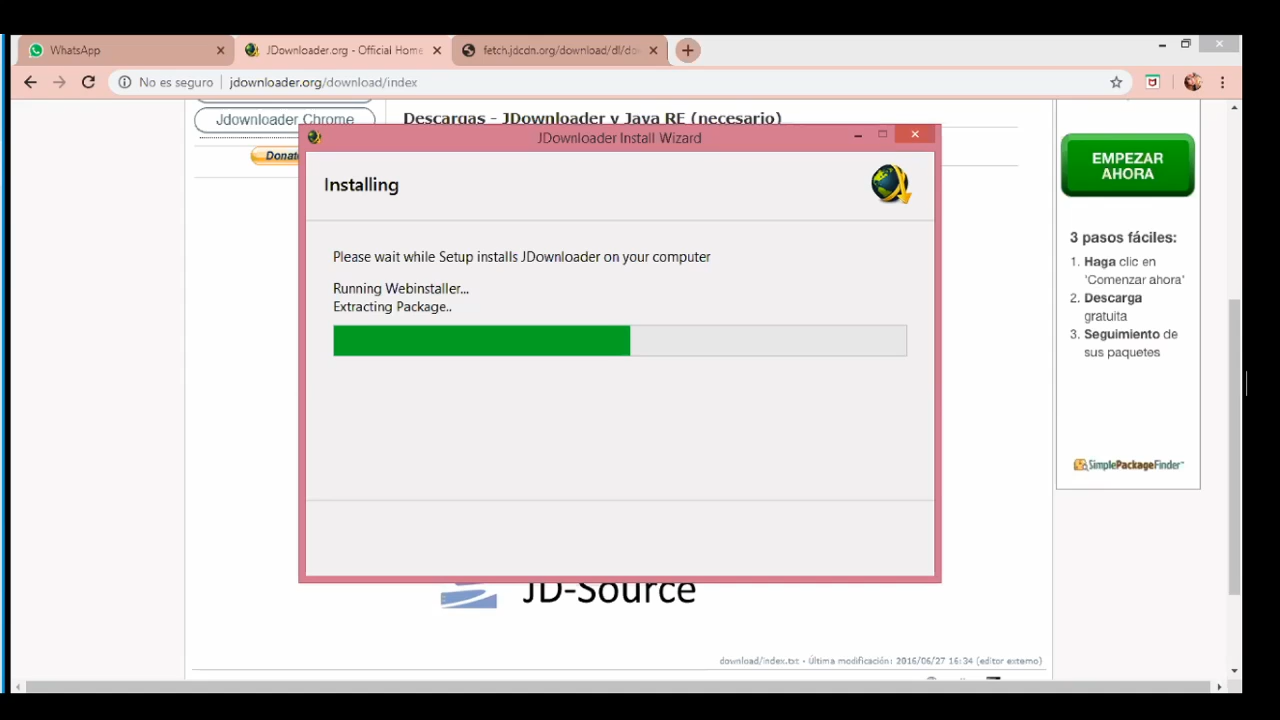 WhatsApp
JDownloader.org - Official Home
fetch.jdcdn.org/download/dl/do
No es seguro
jdownloader.org/download/index
Jdownloader Chrome
Descargas - JDownloader y Java RE (necesario)
Donate
JDownloader Install Wizard
Installing
Please wait while Setup installs JDownloader on your computer
Running Webinstaller...
Extracting Package..
EMPEZAR
AHORA
3 pasos fáciles:
1. Haga clic en
'Comenzar ahora'
2. Descarga
gratuita
3. Seguimiento de
sus paquetes
SimplePackageFinder
JD-Source
download/index.txt · Última modificación: 2016/06/27 16:34 (editor externo)